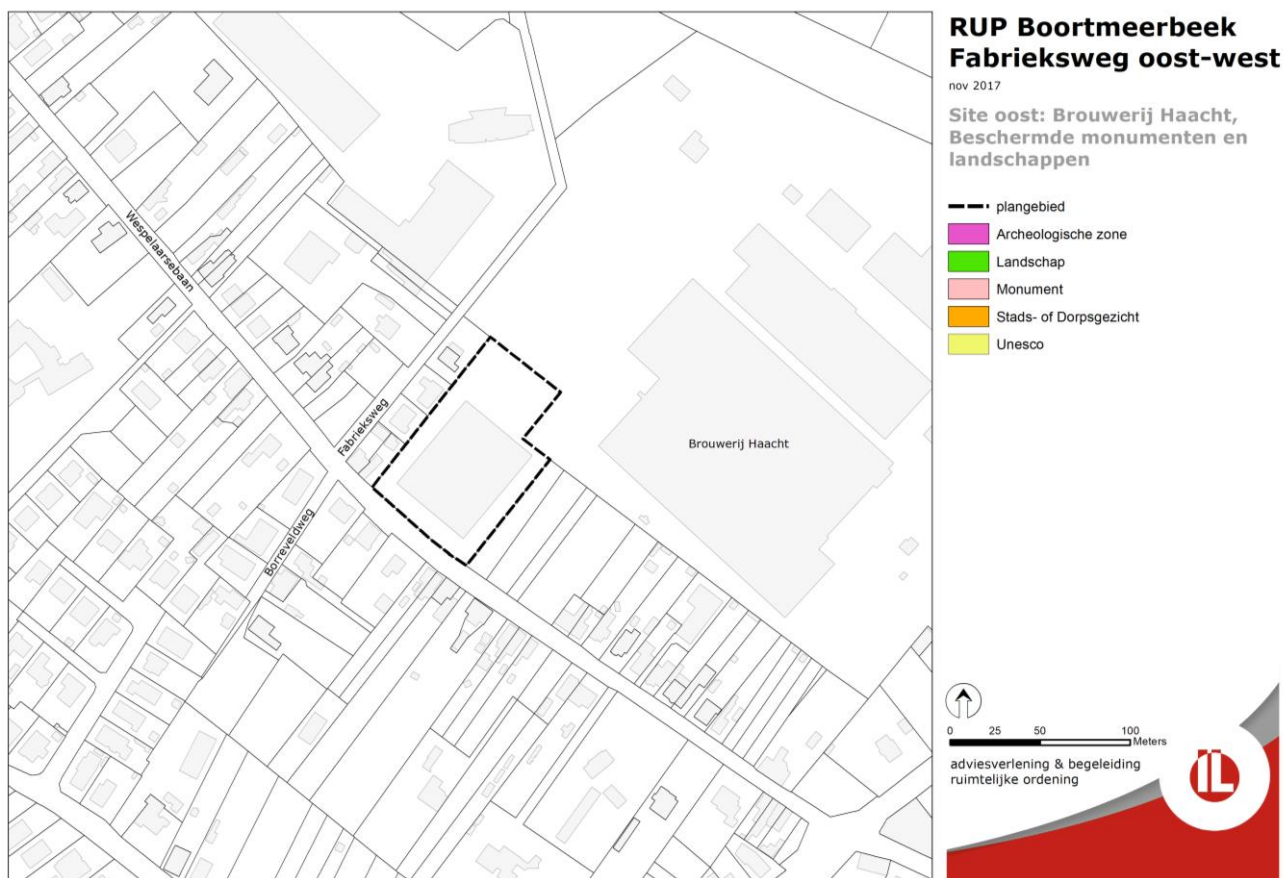 RUP Boortmeerbeek
Fabrieksweg oost-west
nov 2017
Site oost: Brouwerij Haacht,
Beschermde monumenten en
landschappen
plangebied
Archeologische zone
Landschap
Monument
Stads- of Dorpsgezicht
Unesco
Wespelaarsebaan
Fabrieksweg
Borreveldweg
Brouwerij Haacht
0 25 50 100
Meters
adviesverlening & begeleiding
ruimtelijke ordening
IL